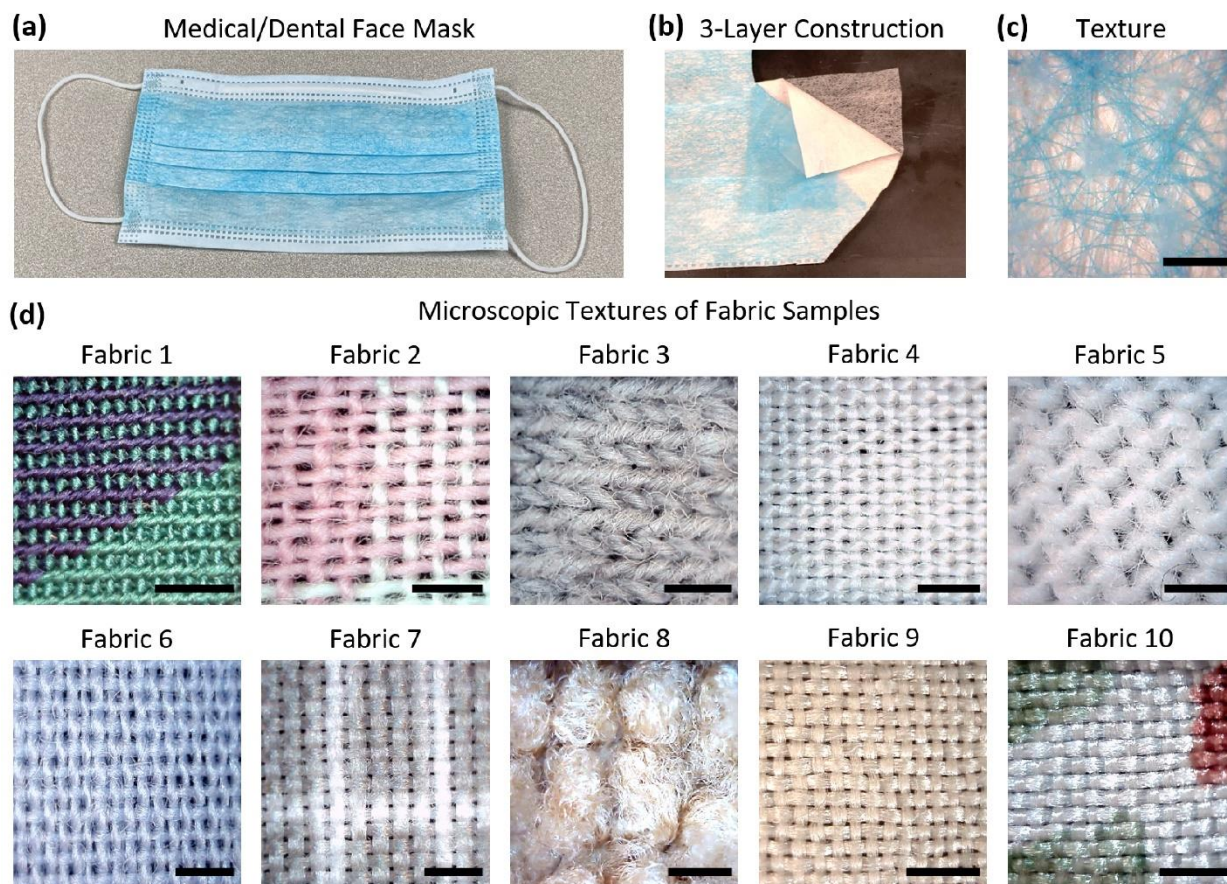 (a) Medical/Dental Face Mask
(b) 3-Layer Construction
(c) Texture
(d) Microscopic Textures of Fabric Samples
Fabric 1 Fabric 2 Fabric 3 Fabric 4 Fabric 5
Fabric 6 Fabric 7 Fabric 8 Fabric 9 Fabric 10